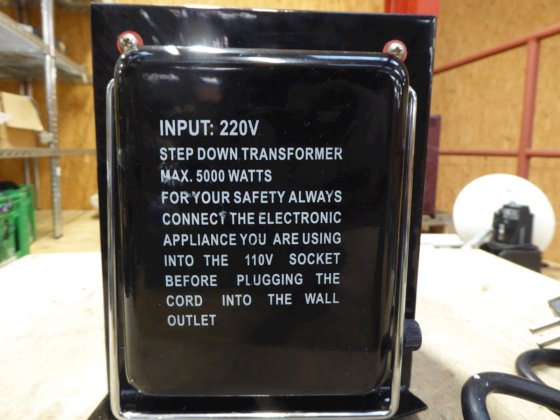 INPUT: 220V
STEP DOWN TRANSFORMER
MAX. 5000 WATTS
FOR YOUR SAFETY ALWAYS
CONNECY THE ELECTRONIC
APPLIANCE YOU ARE USING
INTO THE 110V SOCKET
BEFORE PLUGGING THE
CORD INTO THE WALL
OUTLET